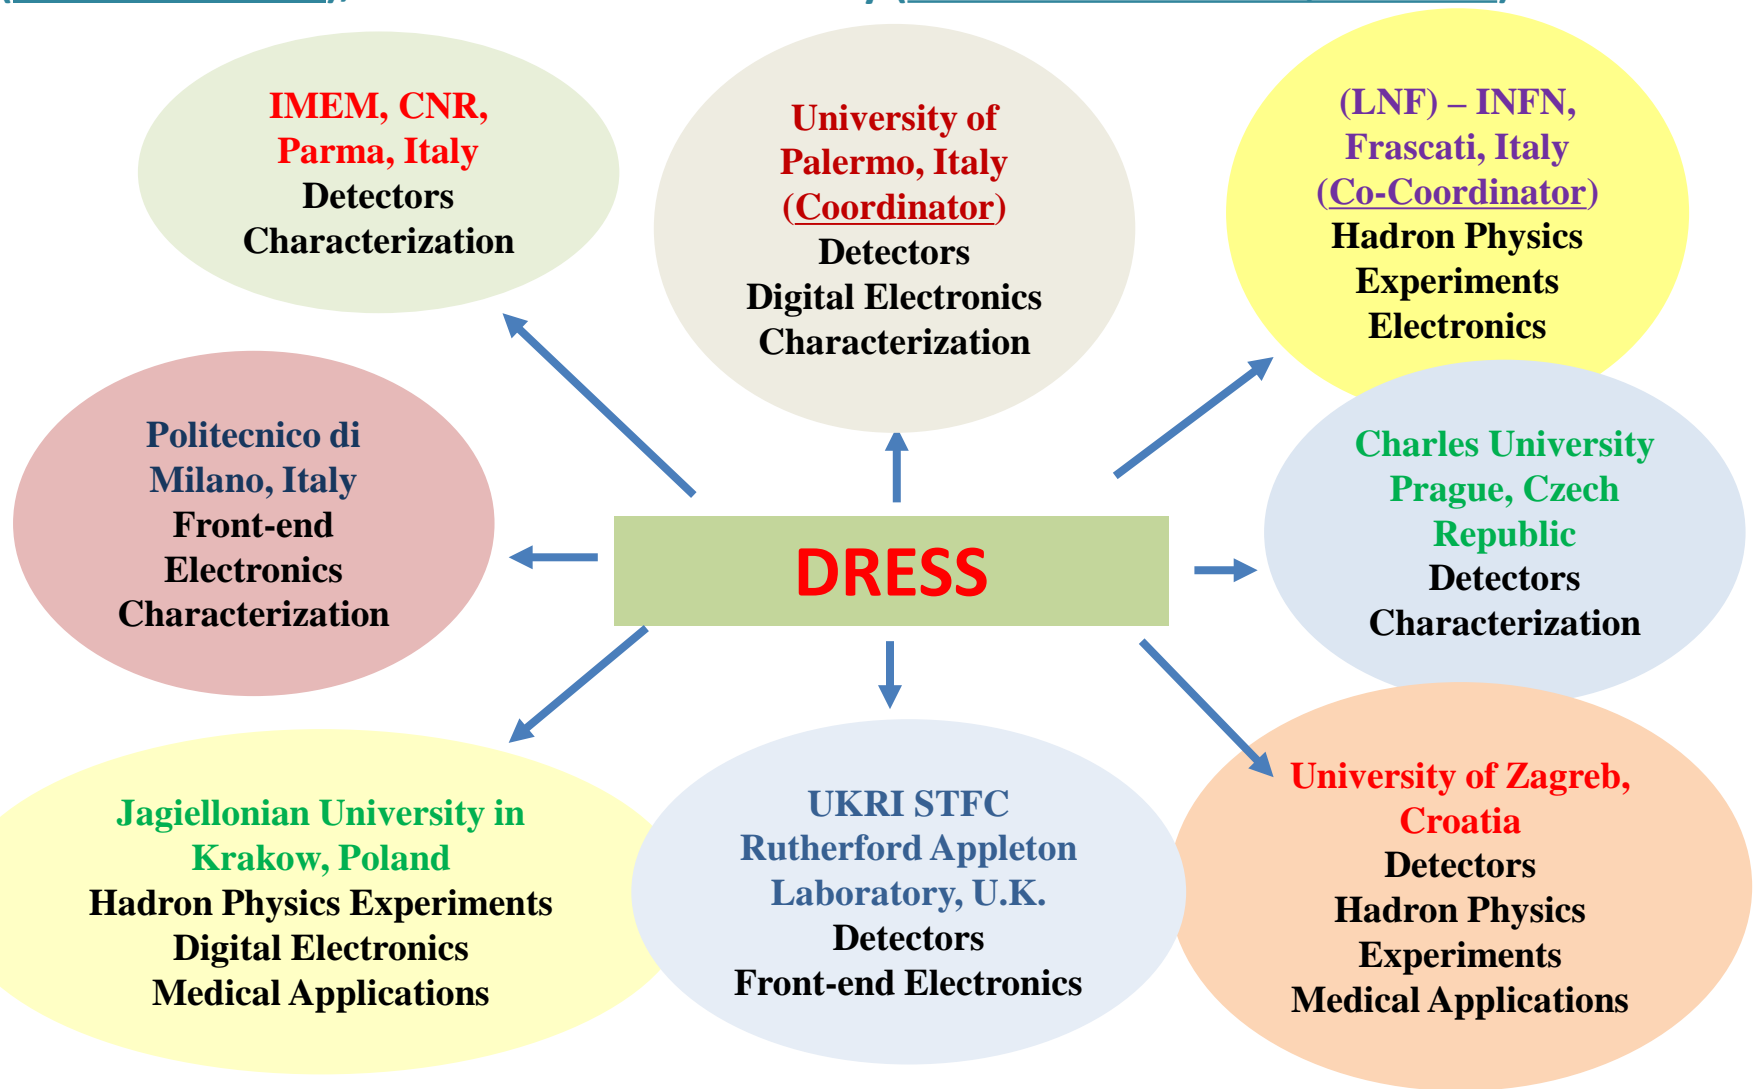 IMEM, CNR,
Parma, Italy
Detectors
Characterization
University of
Palermo, Italy
(Coordinator)
Detectors
Digital Electronics
Characterization
(LNF) – INFN,
Frascati, Italy
(Co-Coordinator)
Hadron Physics
Experiments
Electronics
Politecnico di
Milano, Italy
Front-end
Electronics
Characterization
DRESS
Charles University
Prague, Czech
Republic
Detectors
Characterization
Jagiellonian University in
Krakow, Poland
Hadron Physics Experiments
Digital Electronics
Medical Applications
UKRI STFC
Rutherford Appleton
Laboratory, U.K.
Detectors
Front-end Electronics
University of Zagreb,
Croatia
Detectors
Hadron Physics
Experiments
Medical Applications